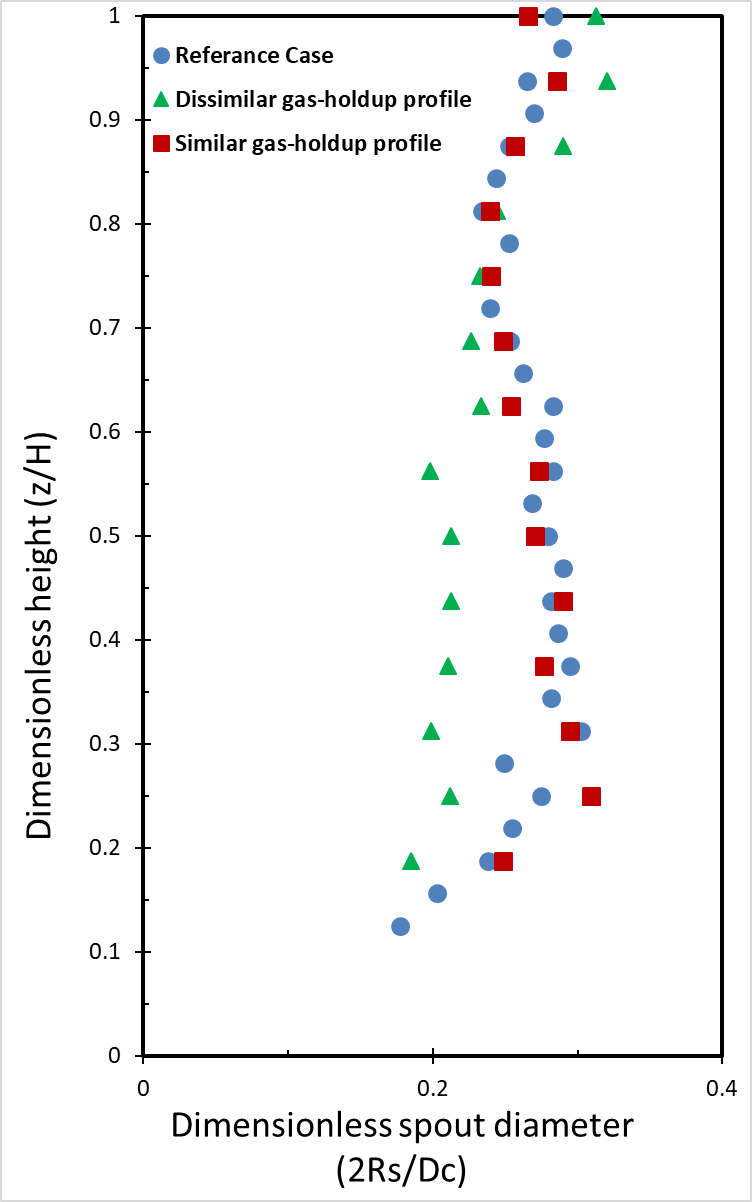 1
0.9
0.8
0.7
0.6
0.5
0.4
0.3
0.2
0.1
0
Referance Case
Dissimilar gas-holdup profile
Similar gas-holdup profile
Dimensionless height (z/H)
0
0.2
0.4
Dimensionless spout diameter
(2Rs/Dc)